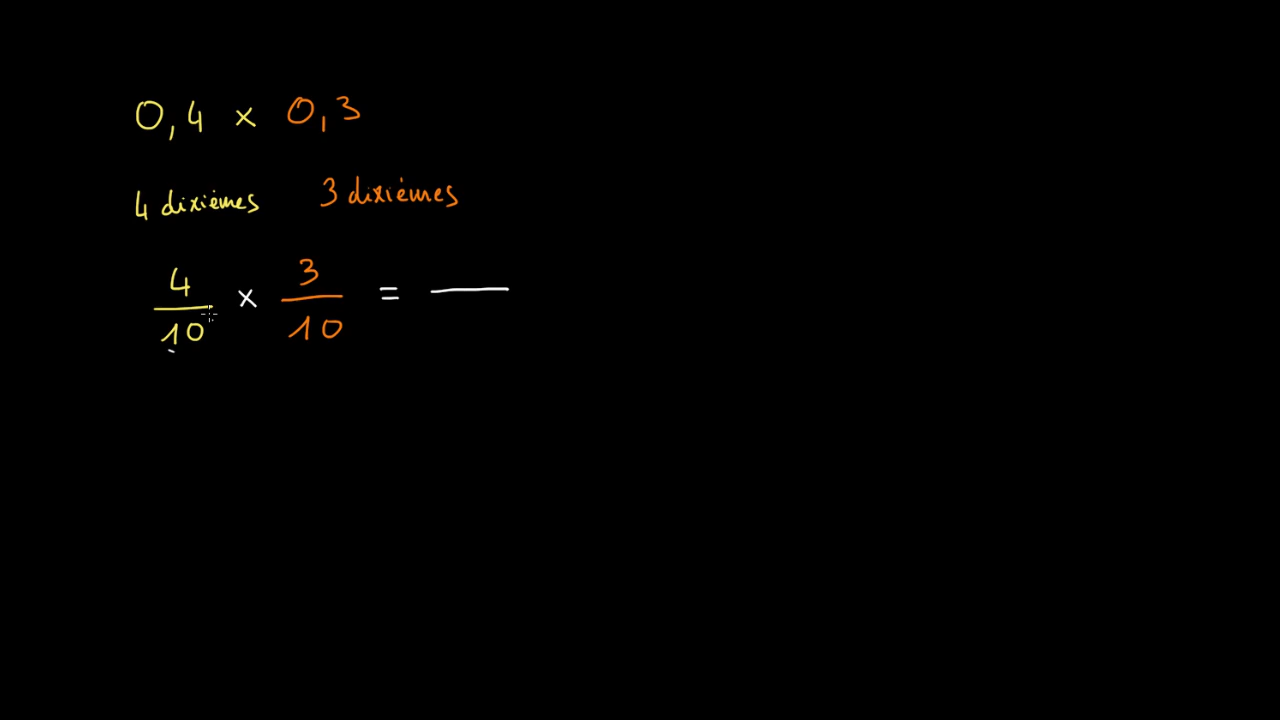 0,4 × 0,3
4 dixièmes 3 dixièmes
4/10 × 3/10 =